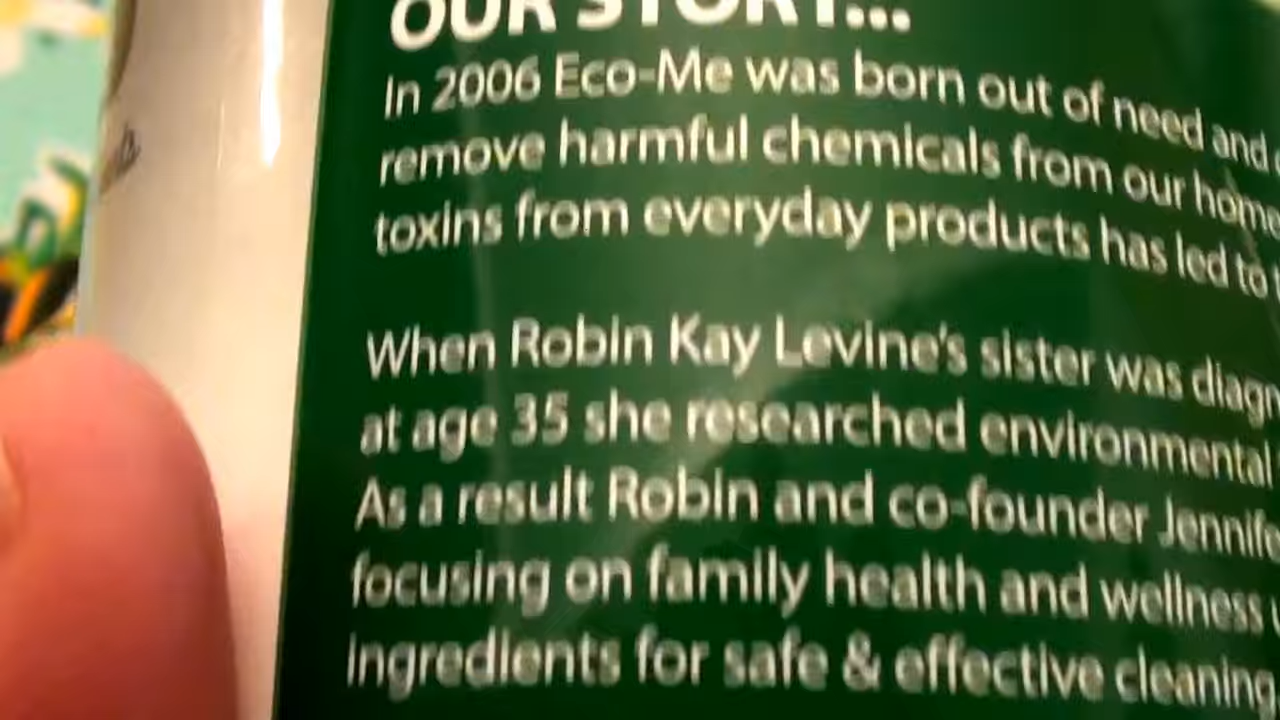 OUR STORY...
In 2006 Eco-Me was born out of need and
remove harmful chemicals from our home
toxins from everyday products has led to
When Robin Kay Levine's sister was diagn
at age 35 she researched environmental
As a result Robin and co-founder Jennife
focusing on family health and wellness
ingredients for safe & effective cleaning